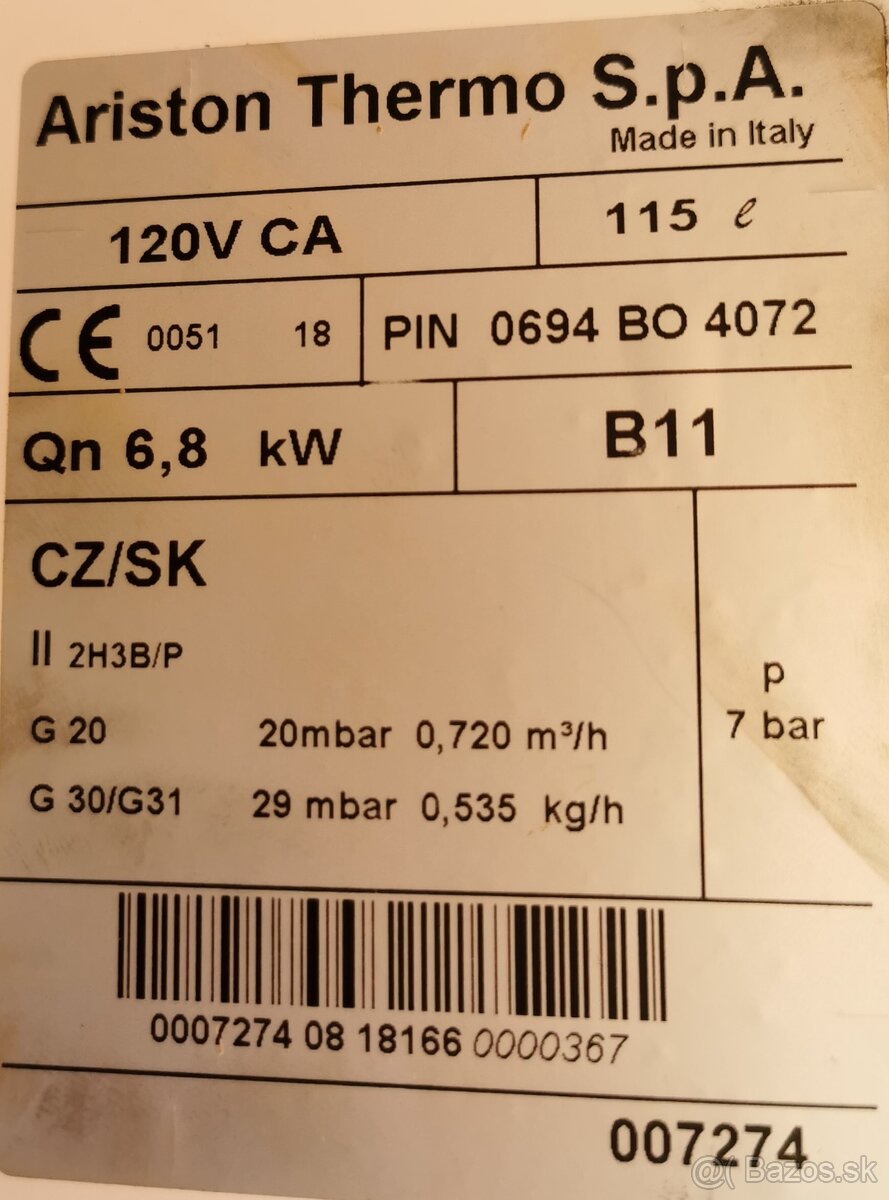 Ariston Thermo S.p.A.
Made in Italy
120V CA
115 ℓ
CE 0051 18
PIN 0694 BO 4072
Qn 6,8 kW
B11
CZ/SK
II 2H3B/P
G 20 20mbar 0,720 m³/h
G 30/G31 29 mbar 0,535 kg/h
p
7 bar
0007274 08 18166 0000367
007274
@( Bazos.sk